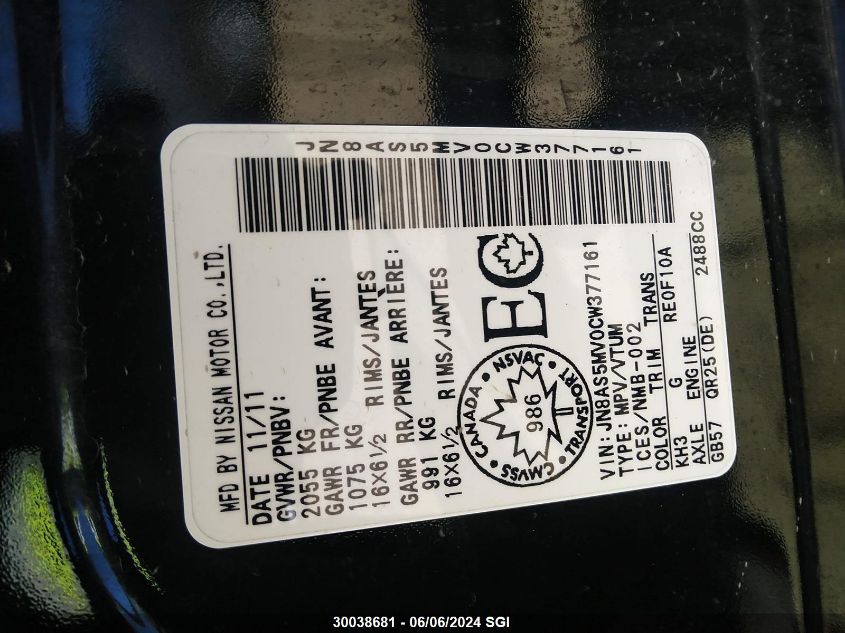 JN8AS5MV0CW377161
MFD BY NISSAN MOTOR CO.,LTD.
DATE 11/11
GVWR/PNBV:
2055 KG
GAWR FR/PNBE AVANT:
1075 KG RIMS/JANTES
16X6½
GAWR RR/PNBE ARRIÈRE:
991 KG RIMS/JANTES
16X6½
CANADA • NSVAC • TRANSPORT • CMVSS
986
EC
VIN: JN8AS5MV0CW377161
TYPE: MPV/VTUM
ICES/NMB-002
COLOR TRIM TRANS
KH3 G RE0F10A
AXLE ENGINE
GB57 QR25(DE) 2488CC
30038681 - 06/06/2024 SGI